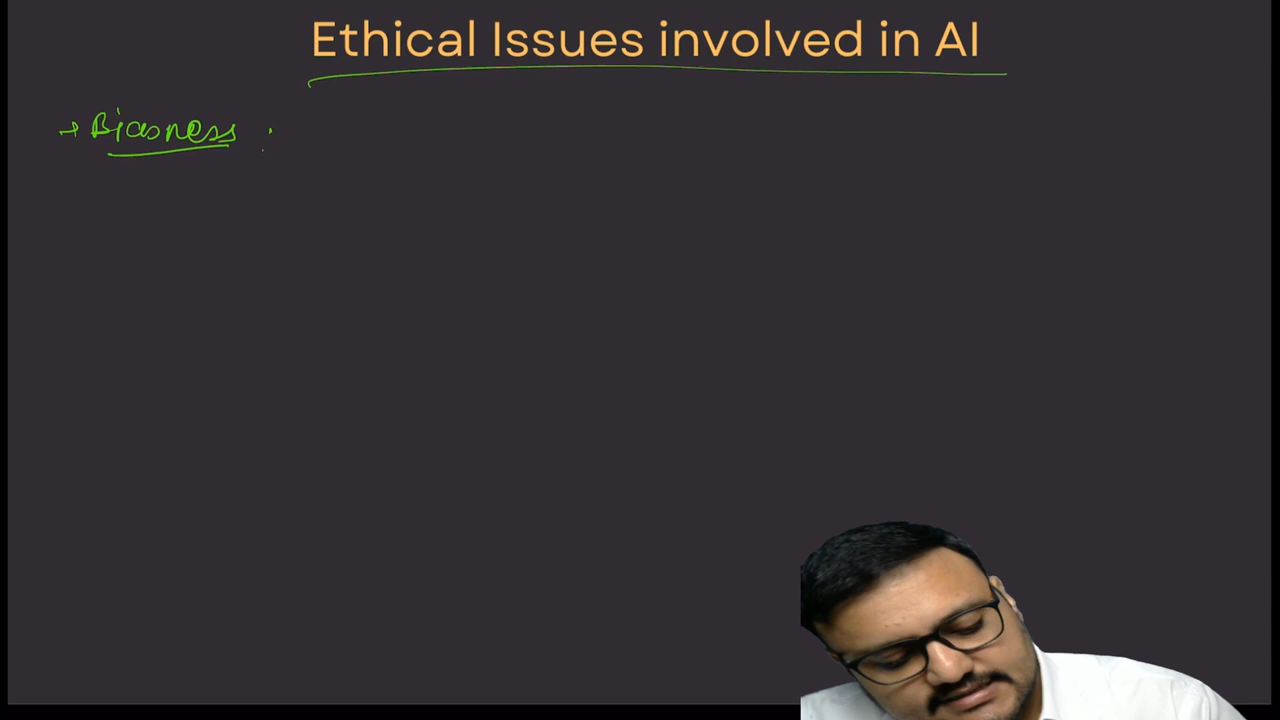 Ethical Issues involved in AI
→ Biasness :